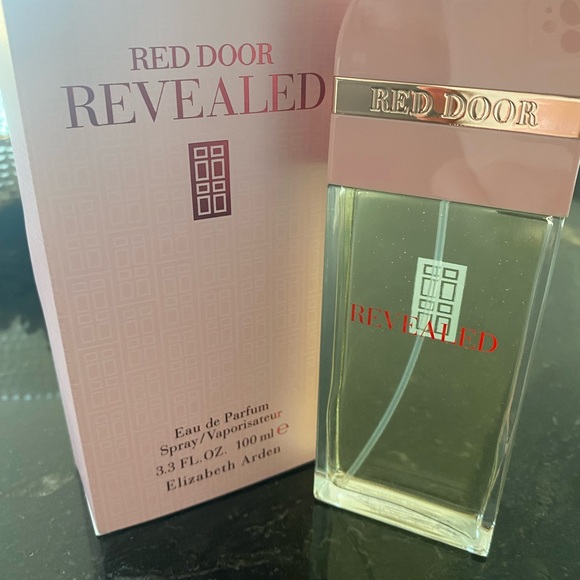 RED DOOR
REVEALED
Eau de Parfum
Spray/Vaporisateur
3.3 FL.OZ. 100 ml ℮
Elizabeth Arden
RED DOOR
REVEALED